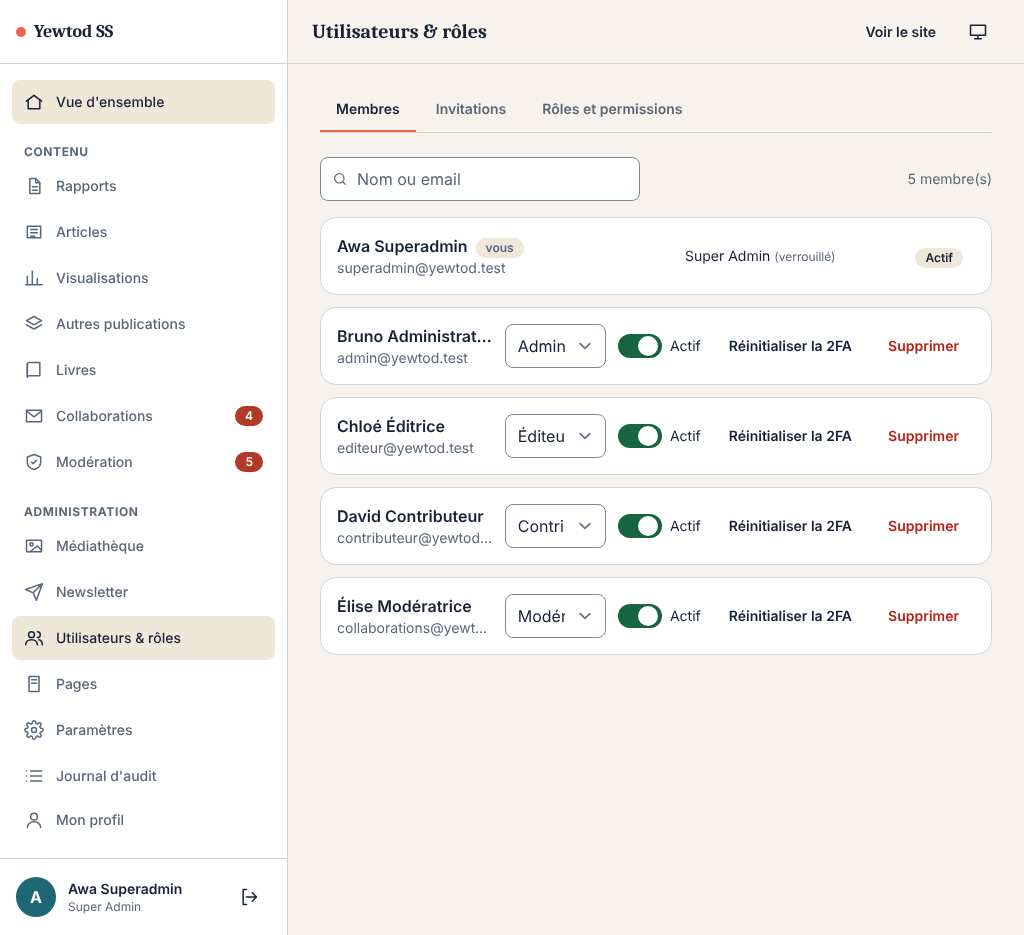 Yewtod SS
Utilisateurs & rôles
Voir le site
Vue d'ensemble
CONTENU
Rapports
Articles
Visualisations
Autres publications
Livres
Collaborations 4
Modération 5
ADMINISTRATION
Médiathèque
Newsletter
Utilisateurs & rôles
Pages
Paramètres
Journal d'audit
Mon profil
A
Awa Superadmin
Super Admin
Membres Invitations Rôles et permissions
Nom ou email
5 membre(s)
Awa Superadmin vous
superadmin@yewtod.test
Super Admin (verrouillé)
Actif
Bruno Administrat...
admin@yewtod.test
Admin
Actif
Réinitialiser la 2FA
Supprimer
Chloé Éditrice
editeur@yewtod.test
Éditeu
Actif
Réinitialiser la 2FA
Supprimer
David Contributeur
contributeur@yewtod...
Contri
Actif
Réinitialiser la 2FA
Supprimer
Élise Modératrice
collaborations@yewt...
Modér
Actif
Réinitialiser la 2FA
Supprimer